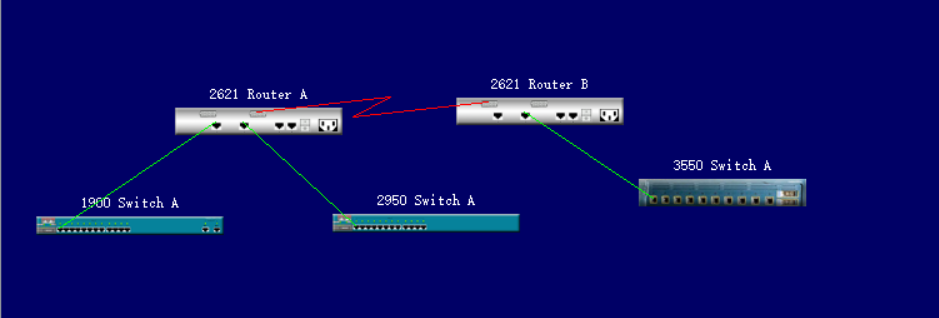 2621 Router B
2621 Router A
3550 Switch A
2950 Switch A
1900 Switch A